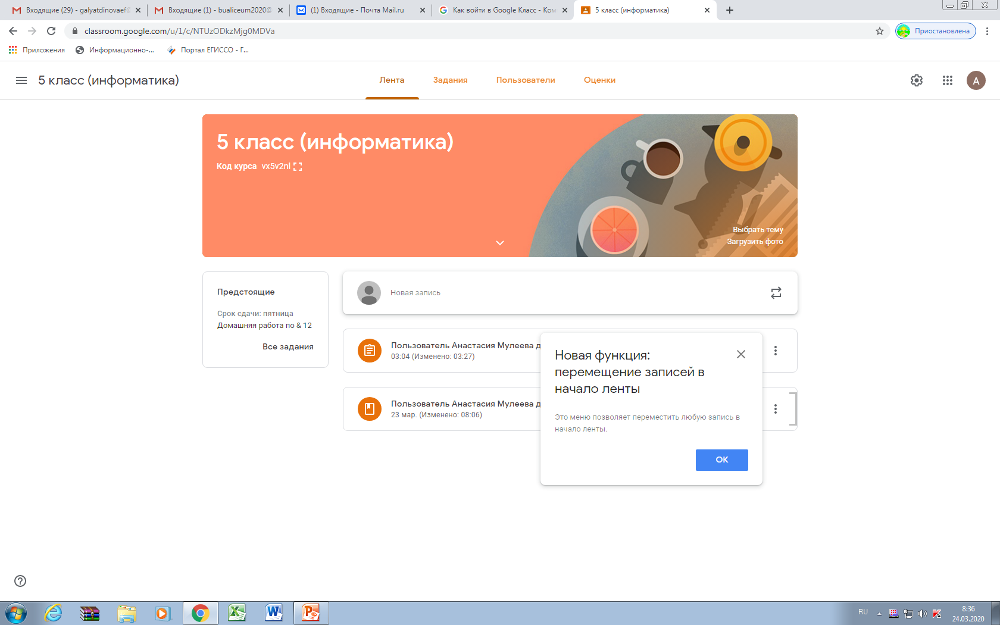 Входящие (29) - galyatdinovaef@
Входящие (1) - bualiceum2020@
(1) Входящие - Почта Mail.ru
Как войти в Google Класс - Ком
5 класс (информатика)
classroom.google.com/u/1/c/NTUzODkzMjg0MDVa
Приостановлена
Приложения
Информационно-...
Портал ЕГИССО - Г...
5 класс (информатика)
Лента
Задания
Пользователи
Оценки
A
5 класс (информатика)
Код курса vx5v2nl
Выбрать тему
Загрузить фото
Предстоящие
Срок сдачи: пятница
Домашняя работа по & 12
Все задания
Новая запись
Пользователь Анастасия Мулеева д
03:04 (Изменено: 03:27)
Пользователь Анастасия Мулеева д
23 мар. (Изменено: 08:06)
Новая функция:
перемещение записей в
начало ленты
Это меню позволяет переместить любую запись в
начало ленты.
ОК
RU
8:36
24.03.2020